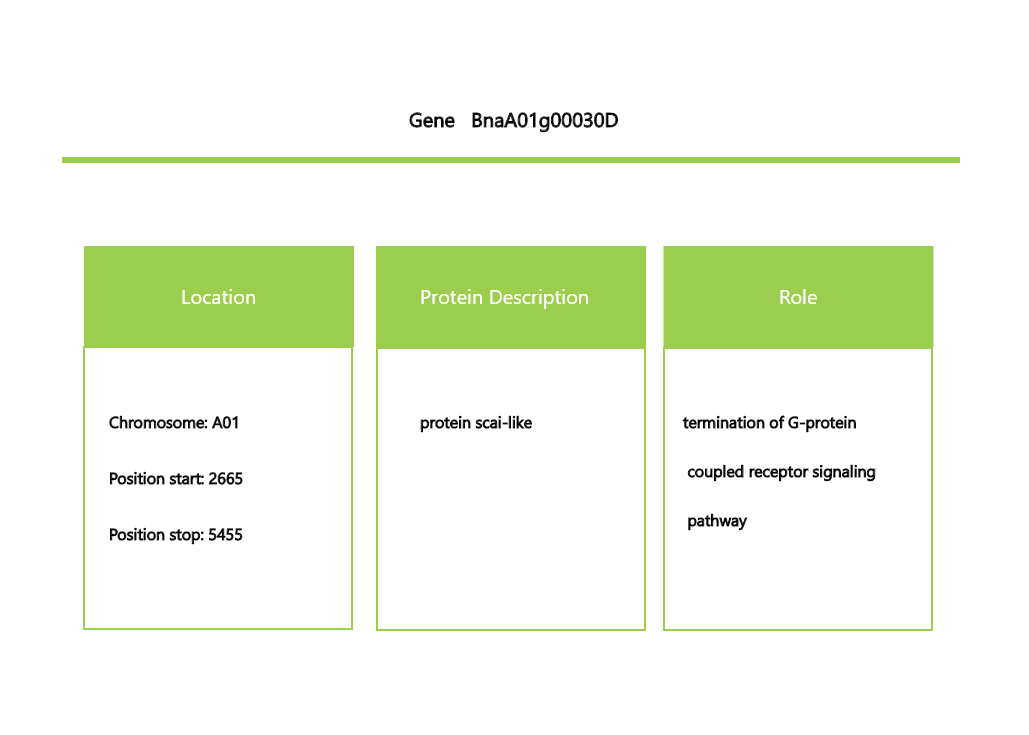 Gene BnaA01g00030D
Location
Chromosome: A01
Position start: 2665
Position stop: 5455
Protein Description
protein scai-like
Role
termination of G-protein
coupled receptor signaling
pathway